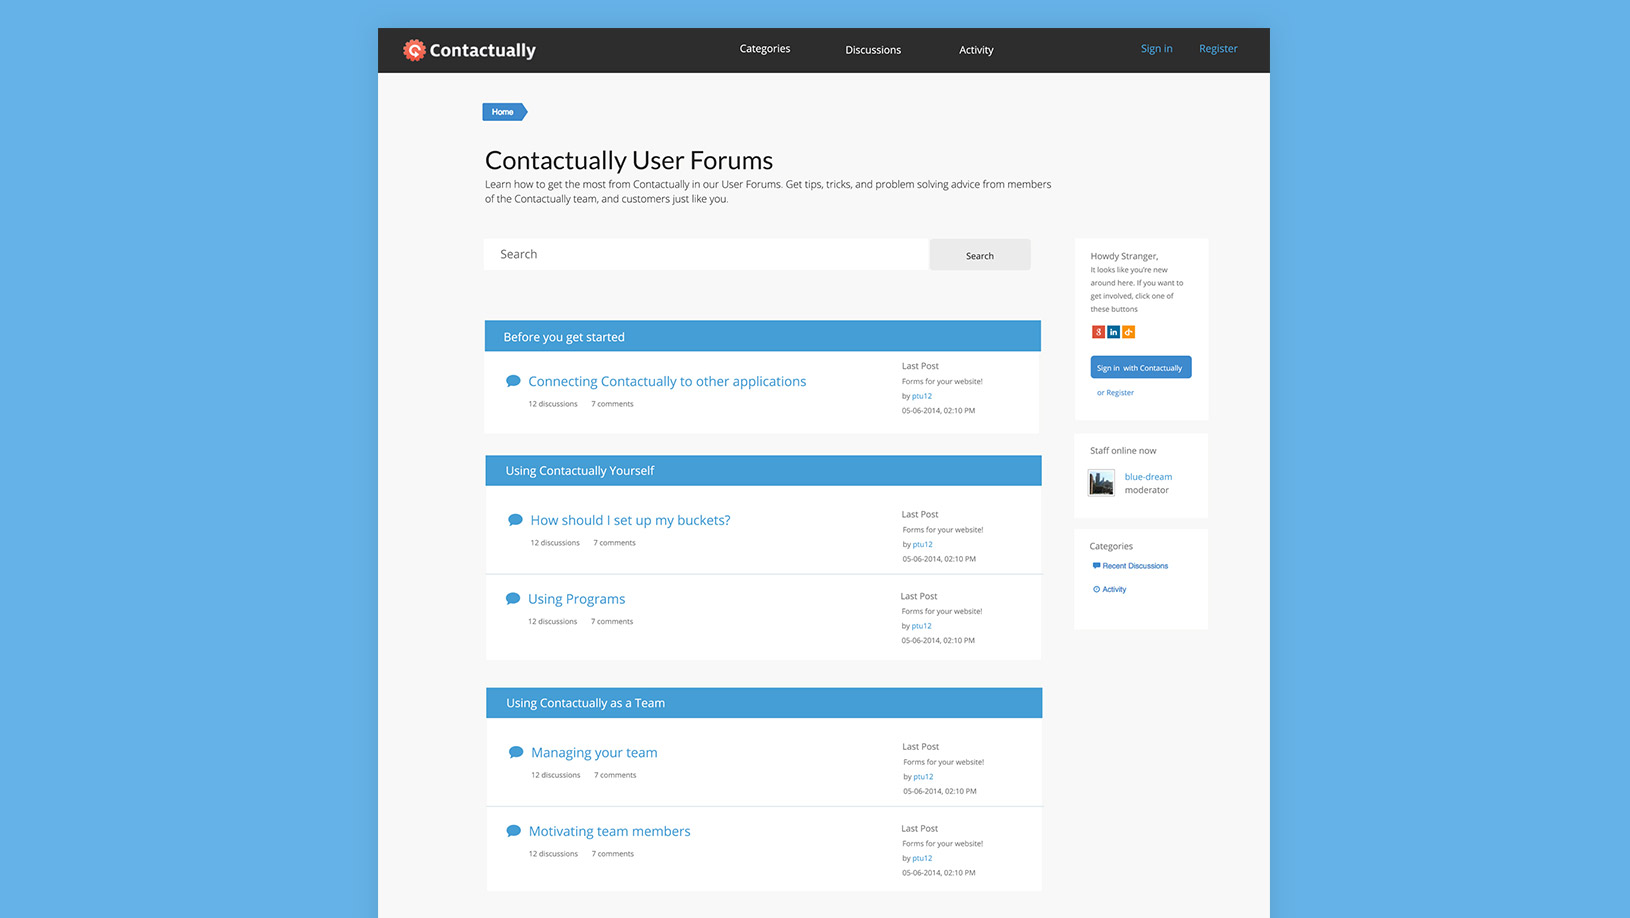 Contactually
Categories
Discussions
Activity
Sign in
Register
Home
Contactually User Forums
Learn how to get the most from Contactually in our User Forums. Get tips, tricks, and problem solving advice from members
of the Contactually team, and customers just like you.
Search
Search
Before you get started
Connecting Contactually to other applications
12 discussions 7 comments
Last Post
Forms for your website!
by ptu12
05-06-2014, 02:10 PM
Using Contactually Yourself
How should I set up my buckets?
12 discussions 7 comments
Last Post
Forms for your website!
by ptu12
05-06-2014, 02:10 PM
Using Programs
12 discussions 7 comments
Last Post
Forms for your website!
by ptu12
05-06-2014, 02:10 PM
Using Contactually as a Team
Managing your team
12 discussions 7 comments
Last Post
Forms for your website!
by ptu12
05-06-2014, 02:10 PM
Motivating team members
12 discussions 7 comments
Last Post
Forms for your website!
by ptu12
05-06-2014, 02:10 PM
Howdy Stranger,
It looks like you're new
around here. If you want to
get involved, click one of
these buttons
8 in
Sign in with Contactually
or Register
Staff online now
blue-dream
moderator
Categories
Recent Discussions
Activity